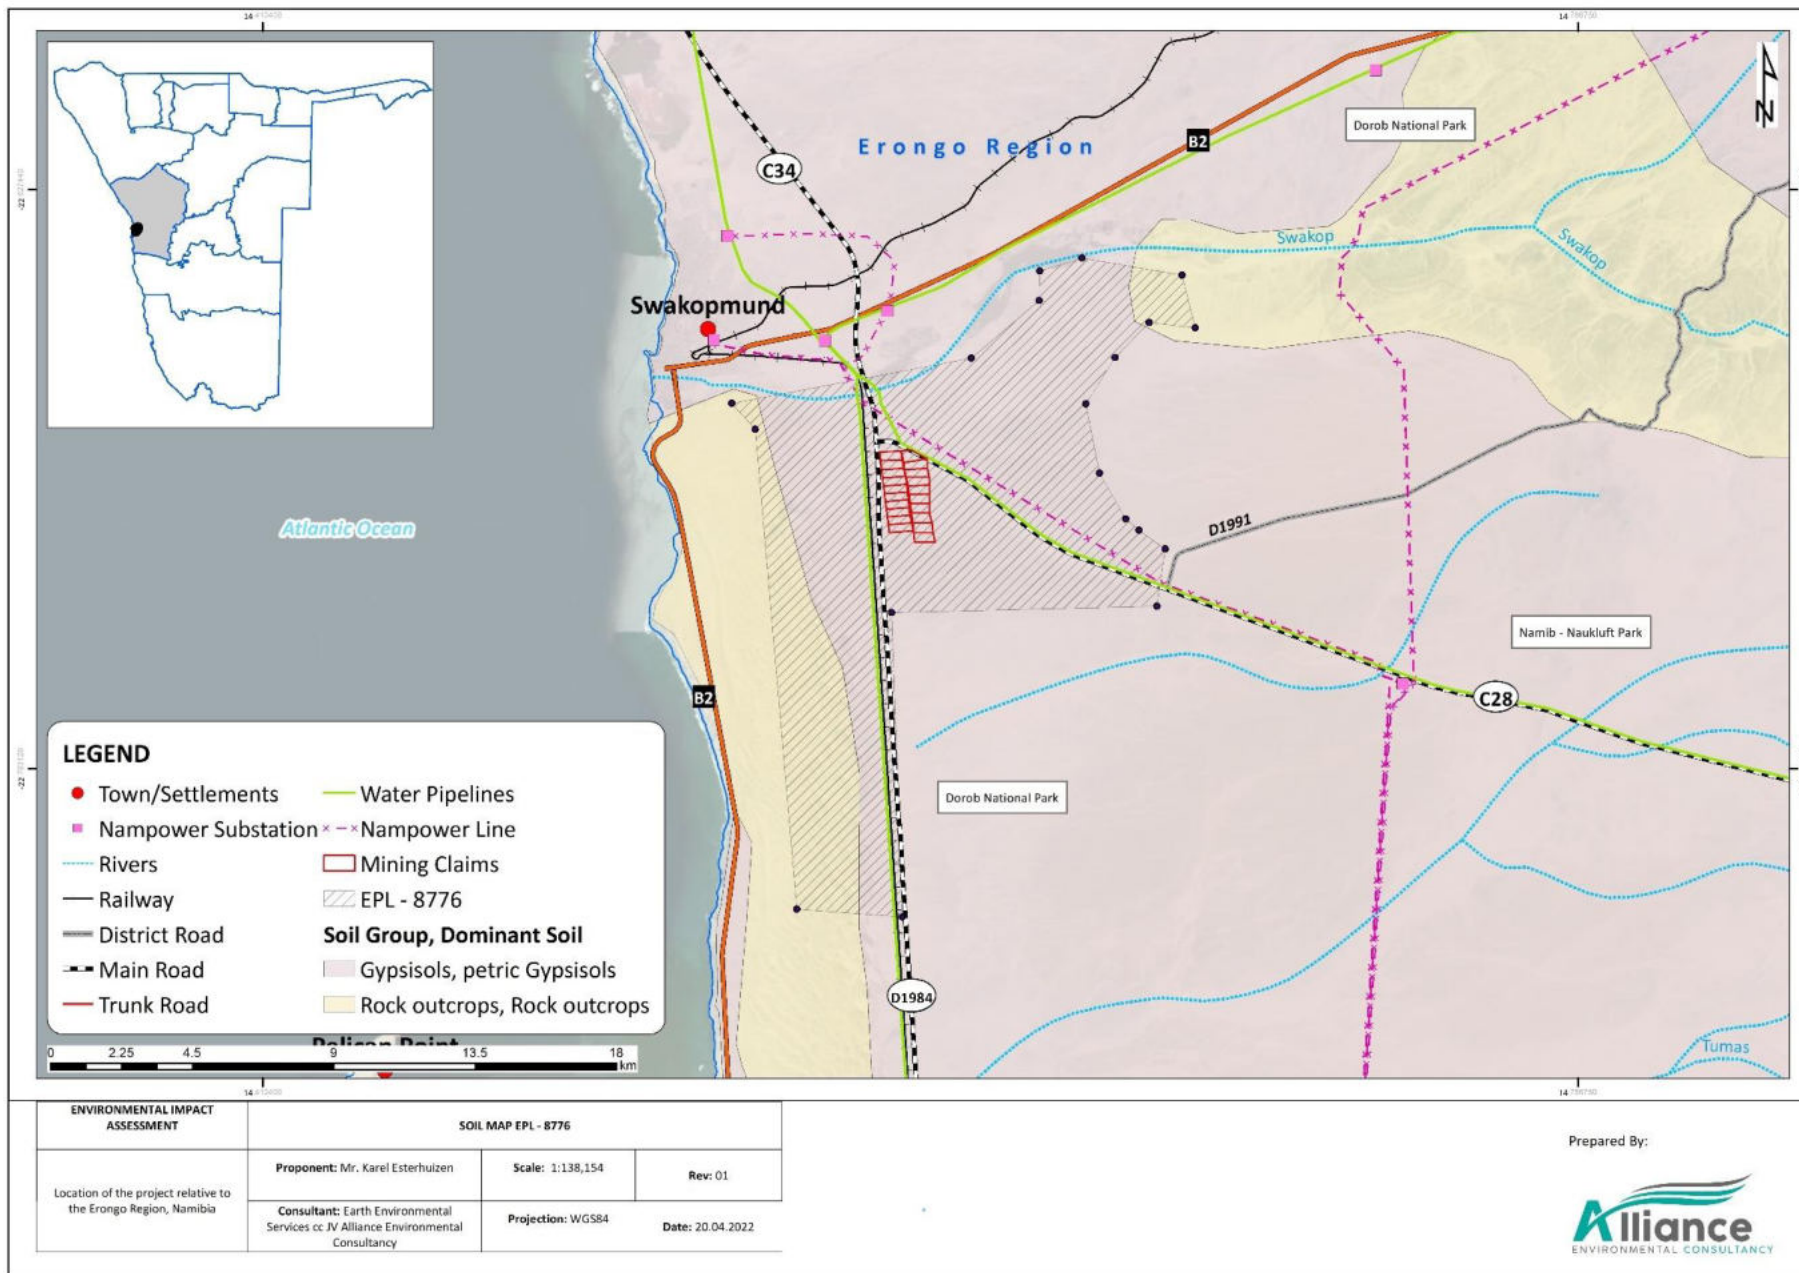 Erongo Region
Dorob National Park
B2
C34
Swakop
Swakop
Swakopmund
Atlantic Ocean
D1991
Namib - Naukluft Park
C28
B2
Dorob National Park
D1984
Tumas
N
LEGEND
Town/Settlements
Nampower Substation
Rivers
Railway
District Road
Main Road
Trunk Road
Water Pipelines
Nampower Line
Mining Claims
EPL - 8776
Soil Group, Dominant Soil
Gypsisols, petric Gypsisols
Rock outcrops, Rock outcrops
Pelican Point
0 2.25 4.5 9 13.5 18
km
ENVIRONMENTAL IMPACT
ASSESSMENT
SOIL MAP EPL - 8776
Location of the project relative to
the Erongo Region, Namibia
Proponent: Mr. Karel Esterhuizen
Scale: 1:138,154
Rev: 01
Consultant: Earth Environmental
Services cc JV Alliance Environmental
Consultancy
Projection: WGS84
Date: 20.04.2022
Prepared By:
Alliance
ENVIRONMENTAL CONSULTANCY